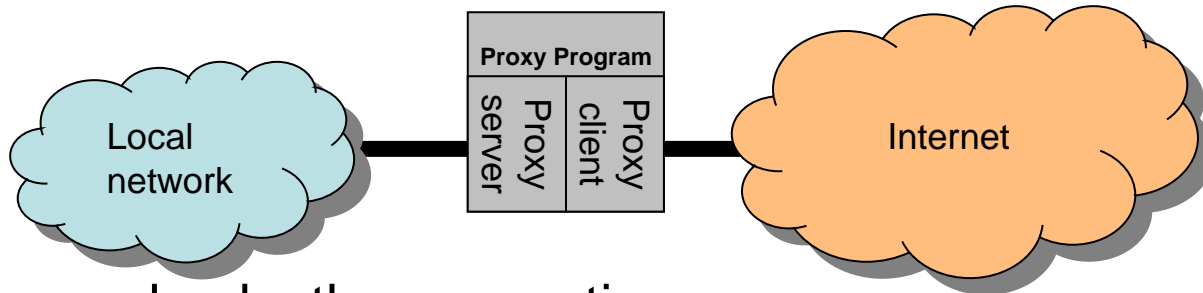 Proxy Program
Local
network
Proxy
server
Proxy
client
Internet